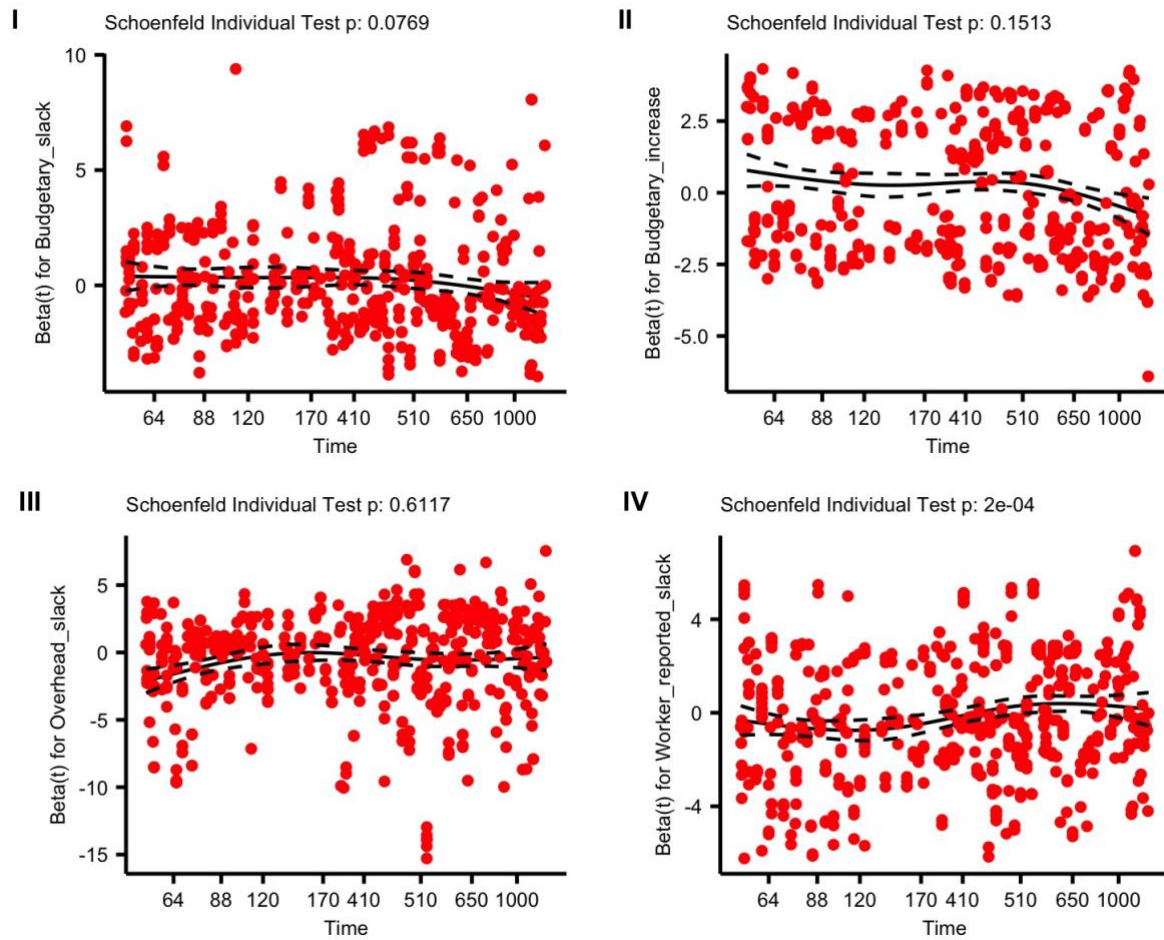 I
Schoenfeld Individual Test p: 0.0769
Beta(t) for Budgetary_slack
10
5
0
64 88 120 170 410 510 650 1000
Time
II
Schoenfeld Individual Test p: 0.1513
Beta(t) for Budgetary_increase
2.5
0.0
-2.5
-5.0
64 88 120 170 410 510 650 1000
Time
III
Schoenfeld Individual Test p: 0.6117
Beta(t) for Overhead_slack
5
0
-5
-10
-15
64 88 120 170 410 510 650 1000
Time
IV
Schoenfeld Individual Test p: 2e-04
Beta(t) for Worker_reported_slack
4
0
-4
64 88 120 170 410 510 650 1000
Time